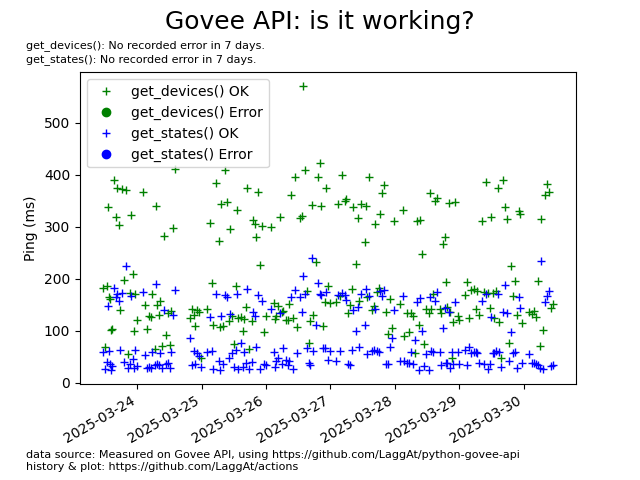 Govee API: is it working?
get_devices(): No recorded error in 7 days.
get_states(): No recorded error in 7 days.
get_devices() OK
get_devices() Error
get_states() OK
get_states() Error
Ping (ms)
500
400
300
200
100
0
2025-03-24
2025-03-25
2025-03-26
2025-03-27
2025-03-28
2025-03-29
2025-03-30
data source: Measured on Govee API, using https://github.com/LaggAt/python-govee-api
history & plot: https://github.com/LaggAt/actions